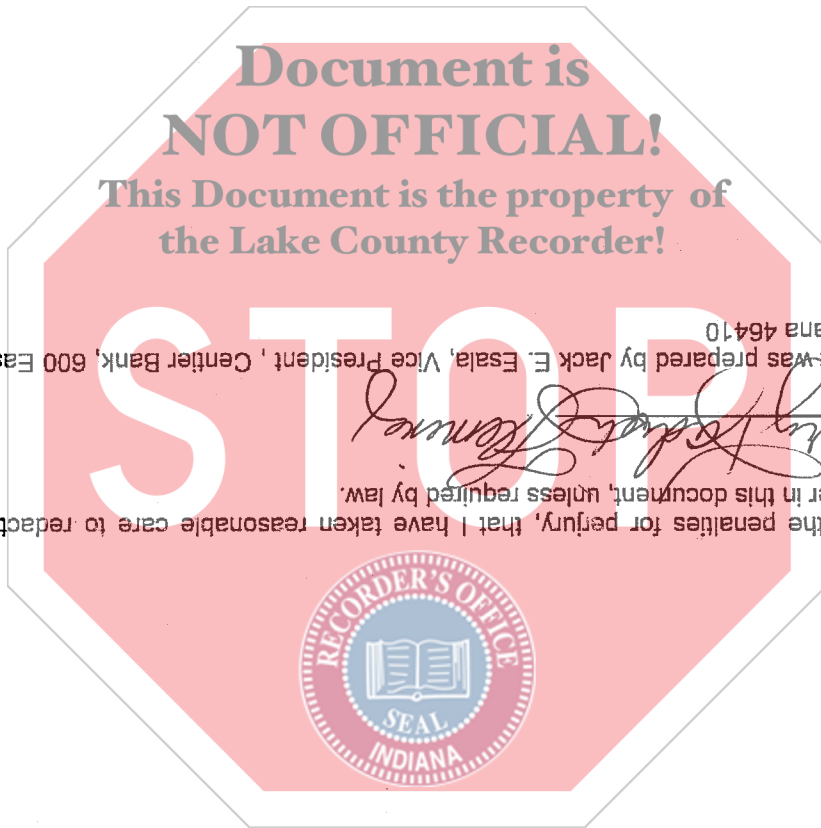 Document is
NOT OFFICIAL!
This Document is the property of
the Lake County Recorder!
STOP
the penalties for perjury, that I have taken reasonable care to redact
er in this document, unless required by law.
was prepared by Jack E. Esala, Vice President , Centier Bank, 600 Eas
ana 46410
RECORDER'S OFFICE
SEAL
INDIANA